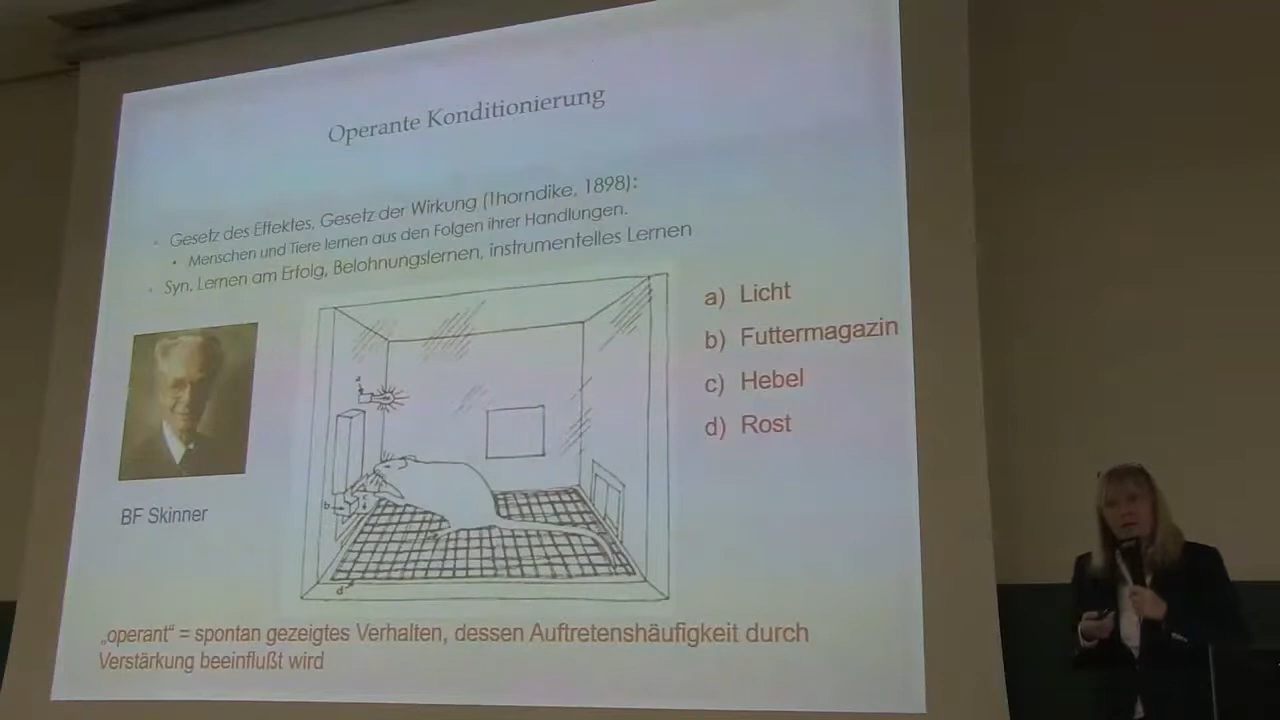 Operante Konditionierung
Gesetz des Effektes, Gesetz der Wirkung (Thorndike, 1898):
Menschen und Tiere lernen aus den Folgen ihrer Handlungen.
Syn. Lernen am Erfolg, Belohnungslernen, instrumentelles Lernen
a) Licht
b) Futtermagazin
c) Hebel
d) Rost
a
b
d
BF Skinner
„operant“ = spontan gezeigtes Verhalten, dessen Auftretenshäufigkeit durch
Verstärkung beeinflußt wird